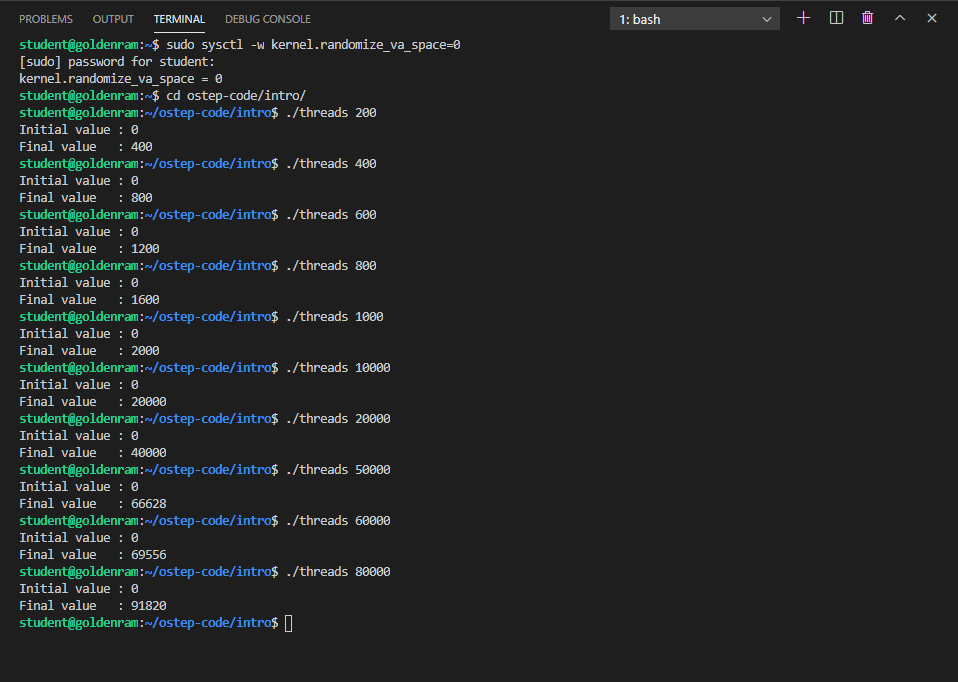 PROBLEMS OUTPUT TERMINAL DEBUG CONSOLE 1: bash
student@goldenram:~$ sudo sysctl -w kernel.randomize_va_space=0
[sudo] password for student:
kernel.randomize_va_space = 0
student@goldenram:~$ cd ostep-code/intro/
student@goldenram:~/ostep-code/intro$ ./threads 200
Initial value : 0
Final value   : 400
student@goldenram:~/ostep-code/intro$ ./threads 400
Initial value : 0
Final value   : 800
student@goldenram:~/ostep-code/intro$ ./threads 600
Initial value : 0
Final value   : 1200
student@goldenram:~/ostep-code/intro$ ./threads 800
Initial value : 0
Final value   : 1600
student@goldenram:~/ostep-code/intro$ ./threads 1000
Initial value : 0
Final value   : 2000
student@goldenram:~/ostep-code/intro$ ./threads 10000
Initial value : 0
Final value   : 20000
student@goldenram:~/ostep-code/intro$ ./threads 20000
Initial value : 0
Final value   : 40000
student@goldenram:~/ostep-code/intro$ ./threads 50000
Initial value : 0
Final value   : 66628
student@goldenram:~/ostep-code/intro$ ./threads 60000
Initial value : 0
Final value   : 69556
student@goldenram:~/ostep-code/intro$ ./threads 80000
Initial value : 0
Final value   : 91820
student@goldenram:~/ostep-code/intro$